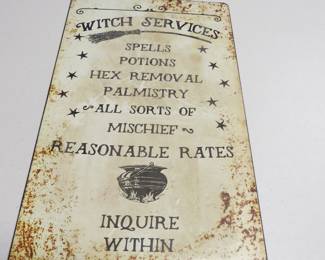 WITCH SERVICES
SPELLS
POTIONS
HEX REMOVAL
PALMISTRY
ALL SORTS OF
MISCHIEF
REASONABLE RATES
INQUIRE
WITHIN